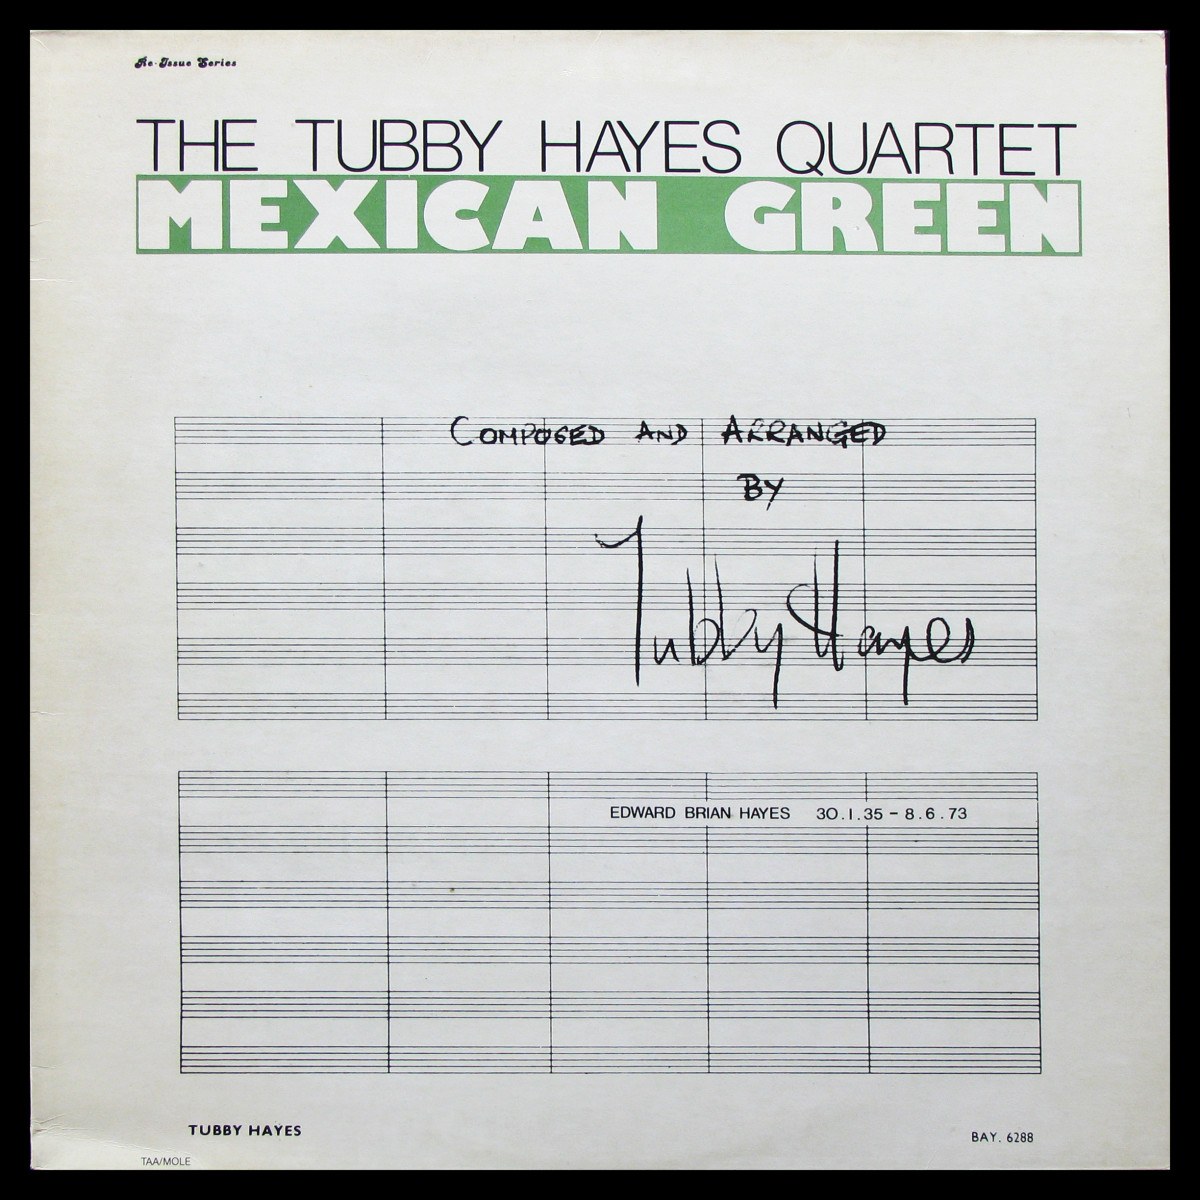 Re-Issue Series
THE TUBBY HAYES QUARTET
MEXICAN GREEN
COMPOSED AND ARRANGED
BY
Tubby Hayes
EDWARD BRIAN HAYES 30.1.35 - 8.6.73
TUBBY HAYES
BAY. 6288
TAA/MOLE